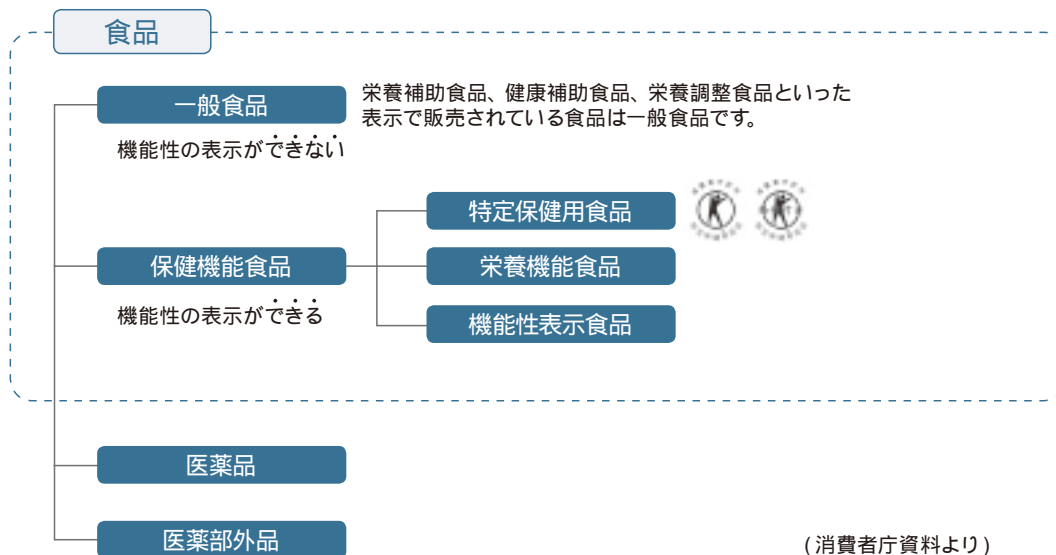 食品
一般食品
栄養補助食品、健康補助食品、栄養調整食品といった
表示で販売されている食品は一般食品です。
機能性の表示ができない
特定保健用食品
保健機能食品
栄養機能食品
機能性の表示ができる
機能性表示食品
医薬品
医薬部外品
(消費者庁資料より)